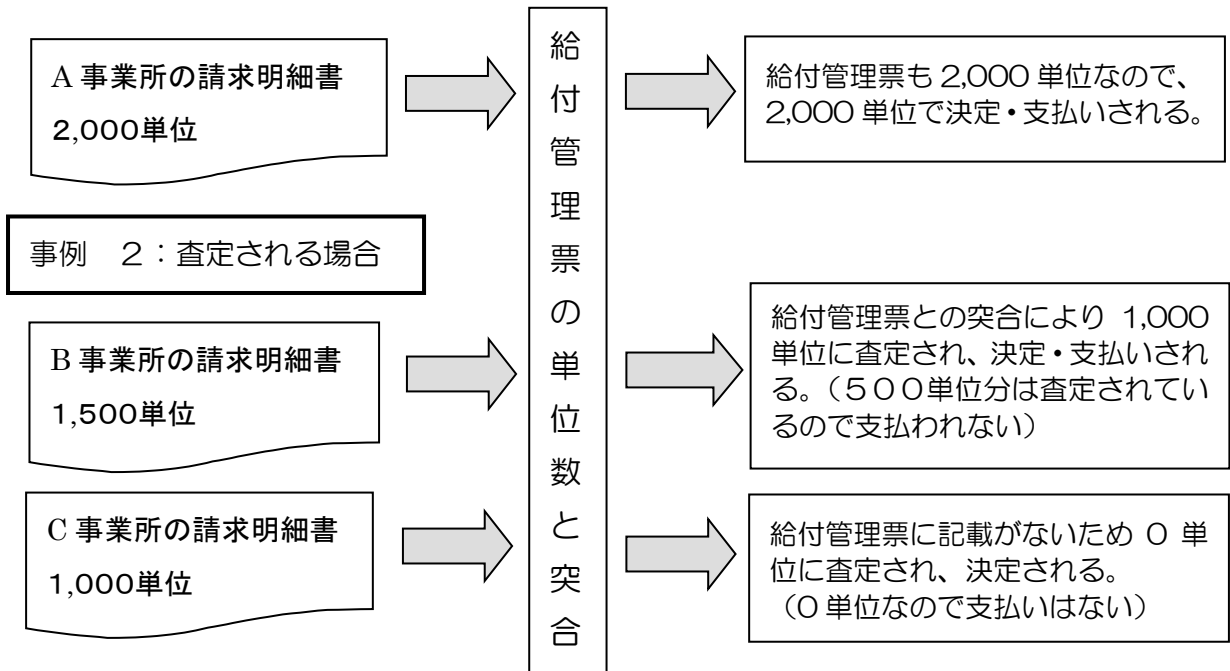 A 事業所の請求明細書
2,000単位
給付管理票の単位数と突合
給付管理票も 2,000 単位なので、
2,000 単位で決定・支払いされる。
事例　２：査定される場合
B 事業所の請求明細書
1,500単位
給付管理票との突合により 1,000
単位に査定され、決定・支払いされ
る。（５００単位分は査定されてい
るので支払われない）
C 事業所の請求明細書
1,000単位
給付管理票に記載がないため 0 単
位に査定され、決定される。
（0 単位なので支払いはない）